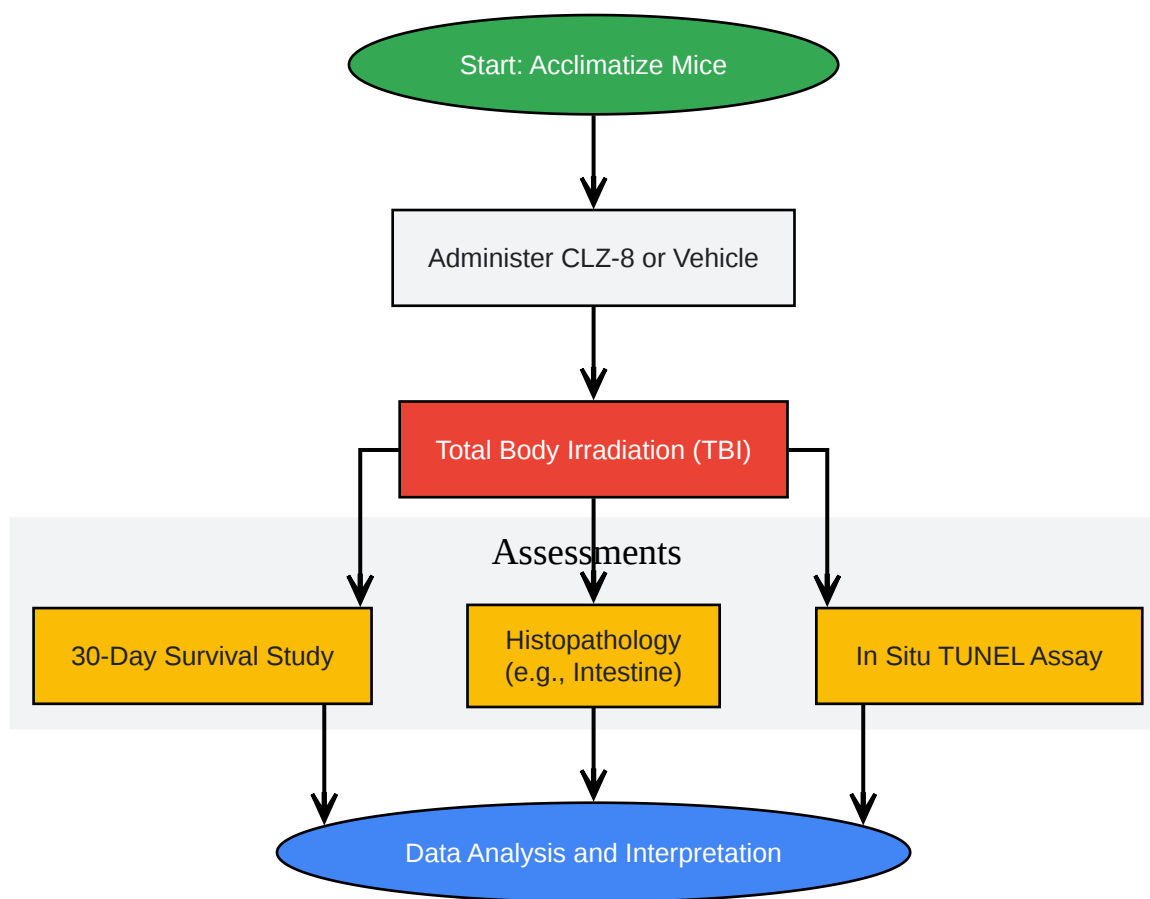 Start: Acclimatize Mice
Administer CLZ-8 or Vehicle
Total Body Irradiation (TBI)
Assessments
30-Day Survival Study
Histopathology
(e.g., Intestine)
In Situ TUNEL Assay
Data Analysis and Interpretation